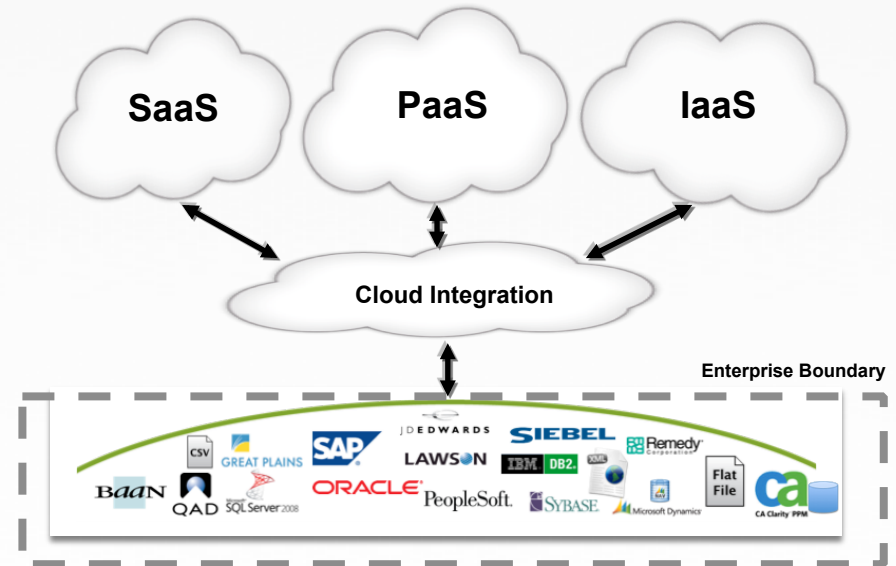 SaaS
PaaS
IaaS
Cloud Integration
Enterprise Boundary
JDEDWARDS
CSV
GREAT PLAINS
SAP
SIEBEL
Remedy
Corporation
LAWSON
IBM DB2.
XML
BaaN
QAD
Microsoft
SQL Server 2008
ORACLE
PeopleSoft.
SYBASE
Microsoft Dynamics
Flat
File
ca
CA Clarity PPM